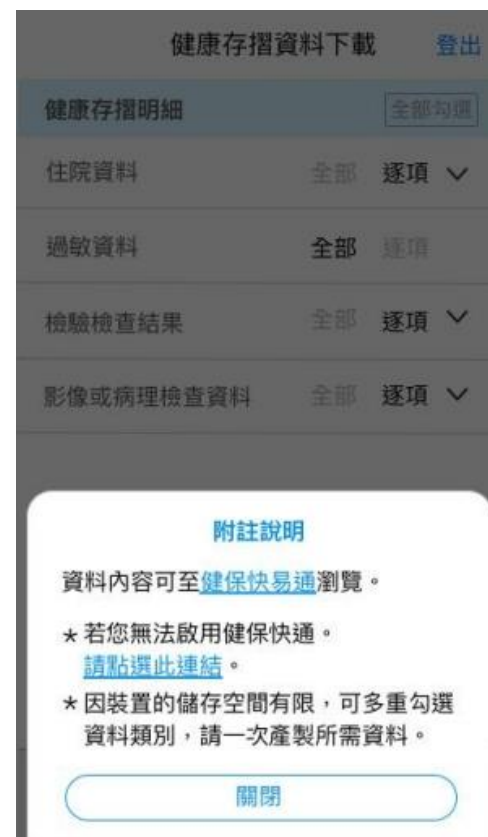 健康存摺資料下載 登出
健康存摺明細 全部勾選
住院資料 全部 逐項
過敏資料 全部 逐項
檢驗檢查結果 全部 逐項
影像或病理檢查資料 全部 逐項
附註說明
資料內容可至健保快易通瀏覽。
* 若您無法啟用健保快通。
請點選此連結。
* 因裝置的儲存空間有限,可多重勾選
資料類別,請一次產製所需資料。
關閉